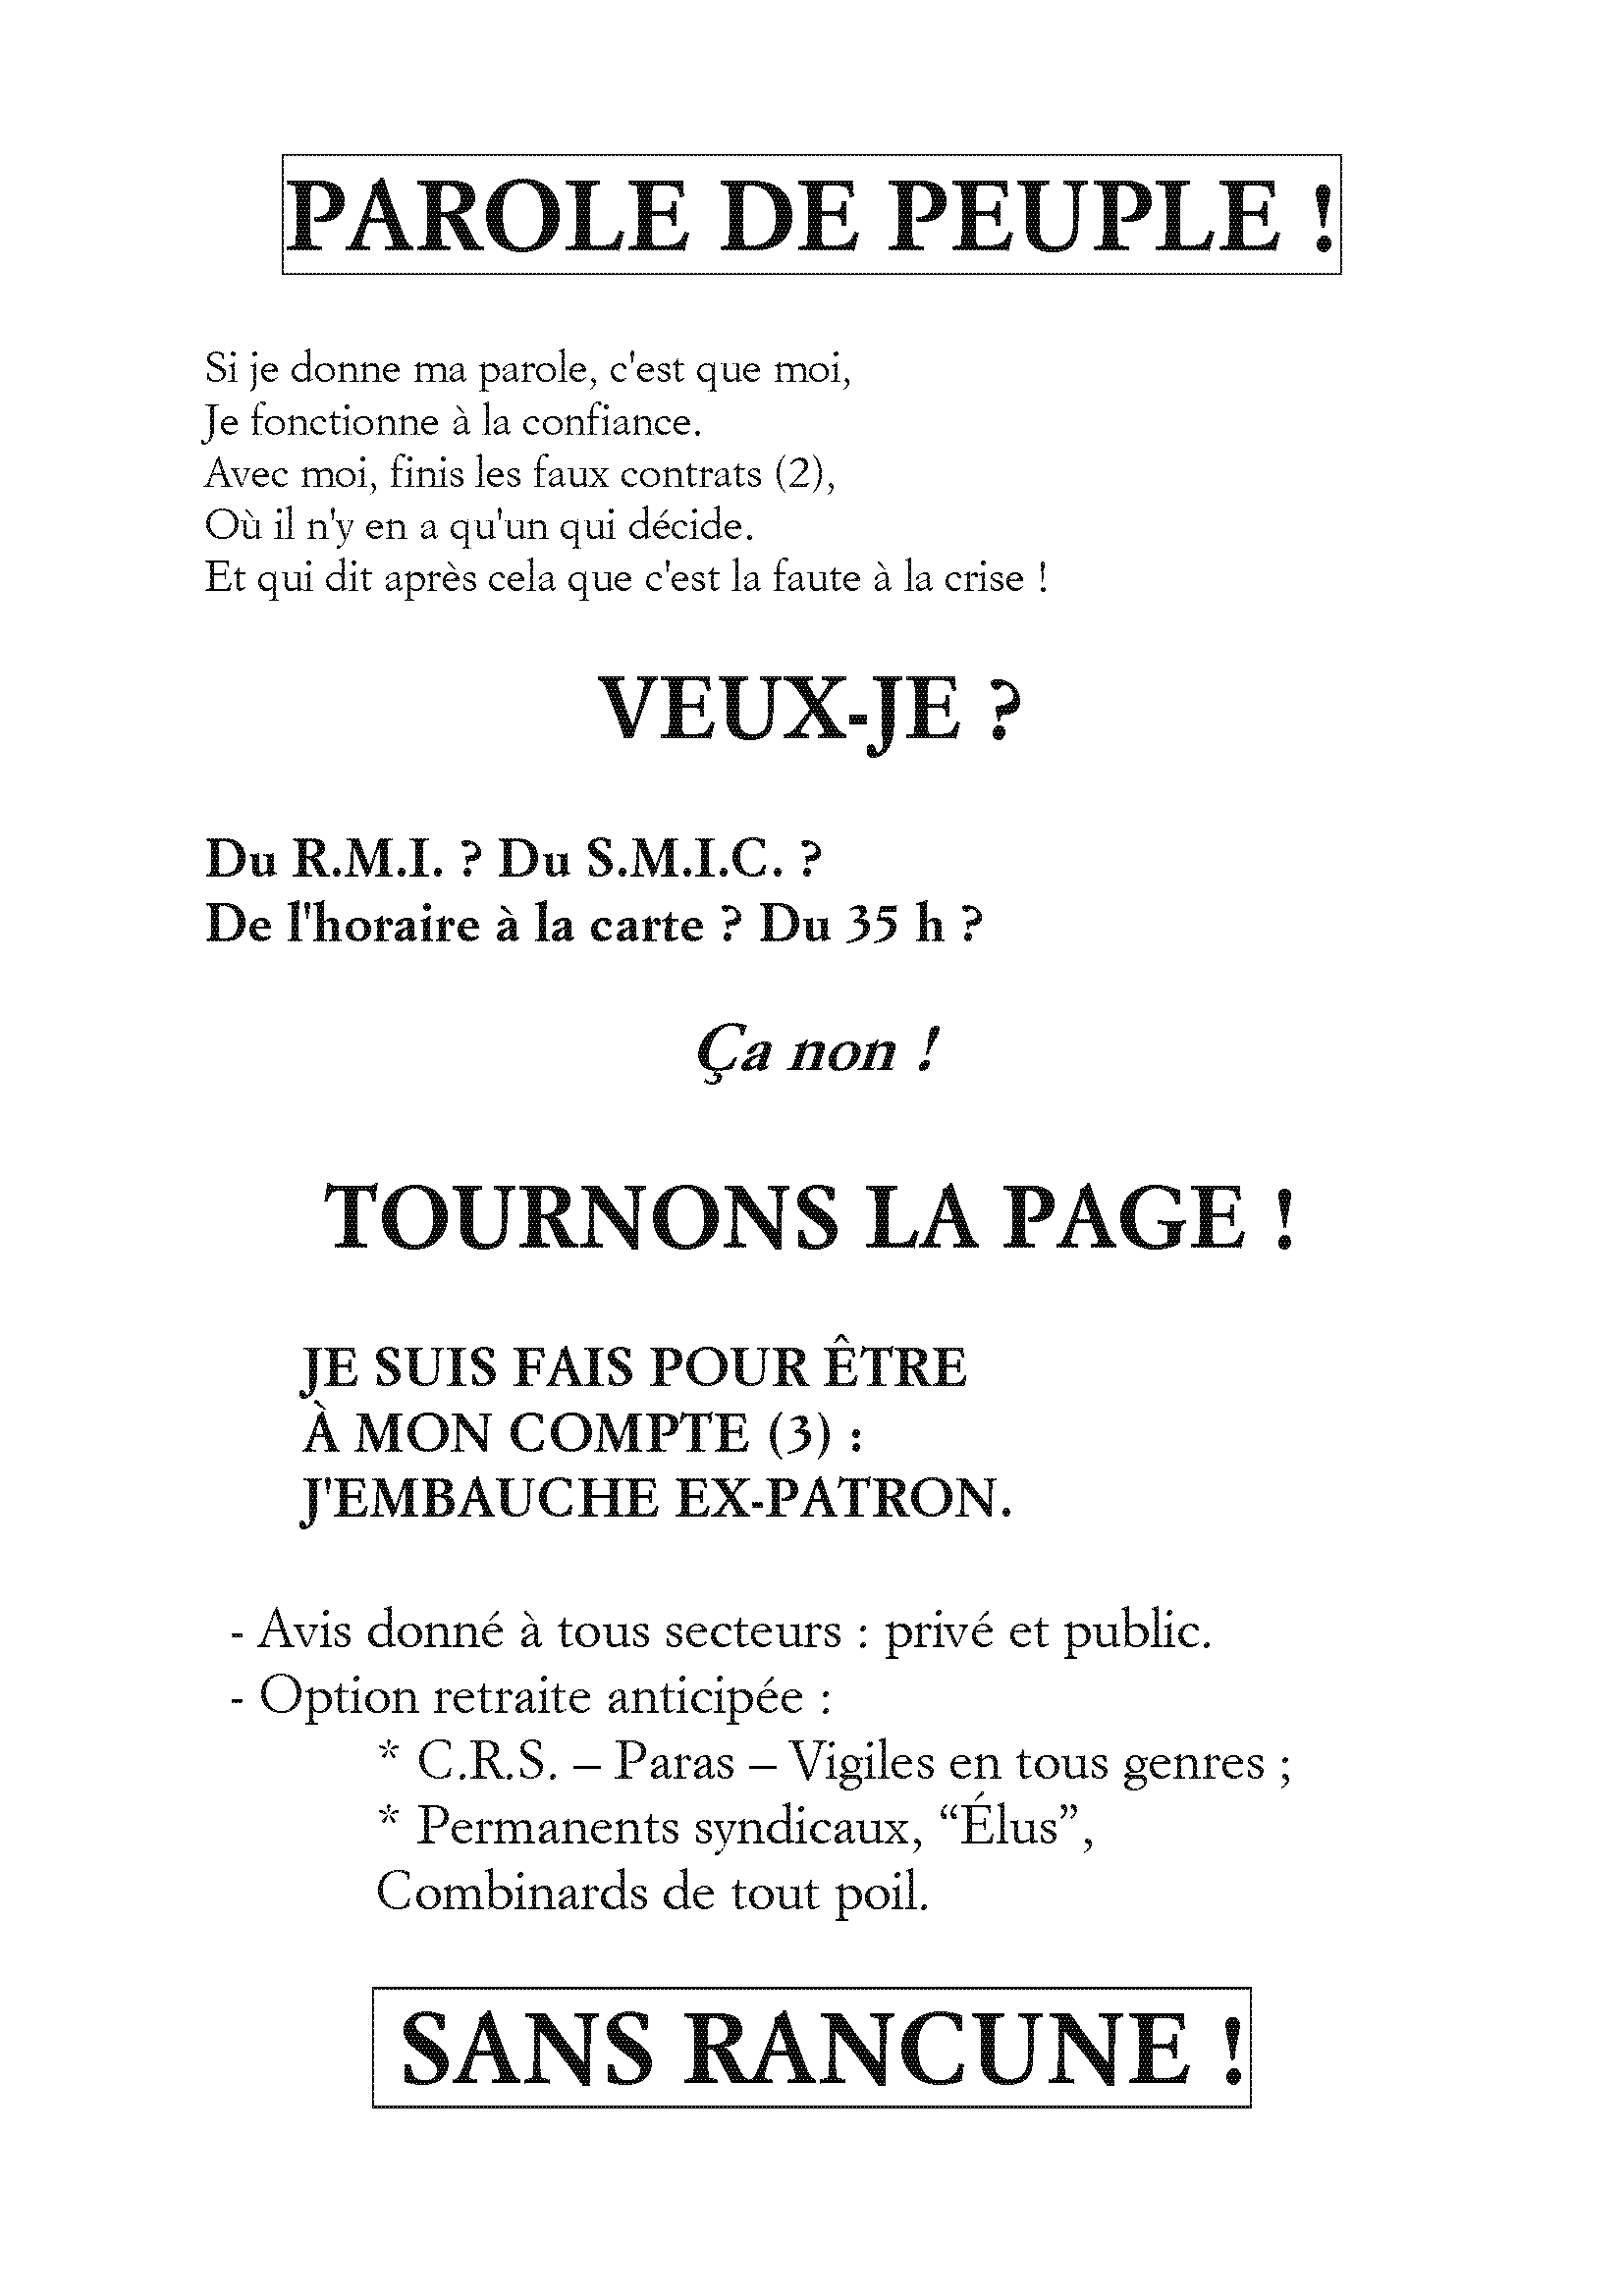 PAROLE DE PEUPLE !
Si je donne ma parole, c'est que moi,
Je fonctionne à la confiance.
Avec moi, finis les faux contrats (2),
Où il n'y en a qu'un qui décide.
Et qui dit après cela que c'est la faute à la crise !
VEUX-JE ?
Du R.M.I. ? Du S.M.I.C. ?
De l'horaire à la carte ? Du 35 h ?
Ça non !
TOURNONS LA PAGE !
JE SUIS FAIS POUR ÊTRE
À MON COMPTE (3) :
J'EMBAUCHE EX-PATRON.
- Avis donné à tous secteurs : privé et public.
- Option retraite anticipée :
* C.R.S. – Paras – Vigiles en tous genres ;
* Permanents syndicaux, “Élus”,
Combinards de tout poil.
SANS RANCUNE !